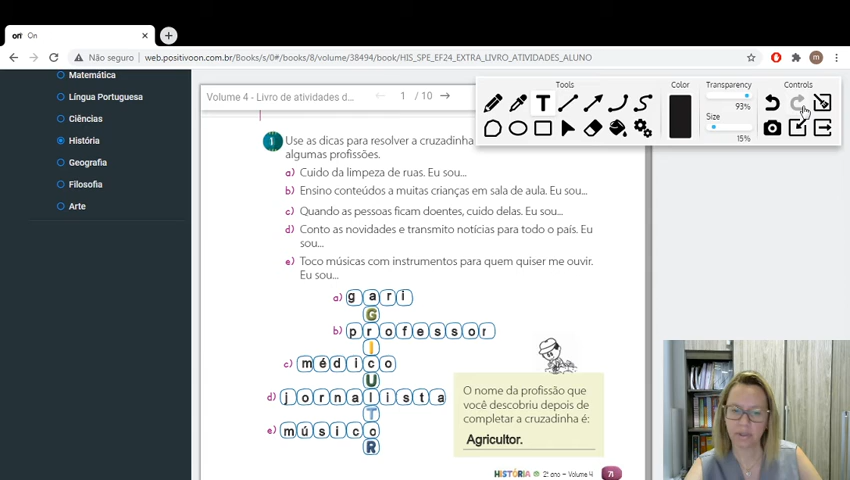 on On
Não seguro web.positivoon.com.br/Books/s/0#/books/8/volume/38494/book/HIS_SPE_EF24_EXTRA_LIVRO_ATIVIDADES_ALUNO
m
Matemática
Língua Portuguesa
Ciências
História
Geografia
Filosofia
Arte
Volume 4 - Livro de atividades d... 1 / 10
Tools Color Transparency Controls
T
93%
Size
15%
1 Use as dicas para resolver a cruzadinha
algumas profissões.
a) Cuido da limpeza de ruas. Eu sou...
b) Ensino conteúdos a muitas crianças em sala de aula. Eu sou...
c) Quando as pessoas ficam doentes, cuido delas. Eu sou...
d) Conto as novidades e transmito notícias para todo o país. Eu
sou...
e) Toco músicas com instrumentos para quem quiser me ouvir.
Eu sou...
a) gari
G
b) professor
I
c) médico
U
d) jornalista
T
e) músico
R
O nome da profissão que
você descobriu depois de
completar a cruzadinha é:
Agricultor.
HISTÓRIA 2º ano – Volume 4 71